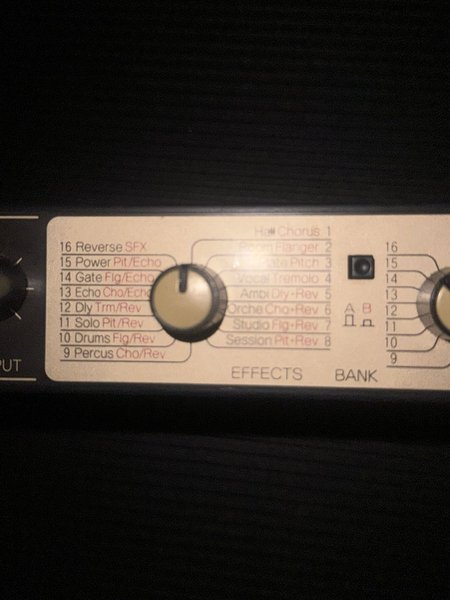 16 Reverse SFX
15 Power Pit/Echo
14 Gate Flg/Echo
13 Echo Cho/Echo
12 Dly Trm/Rev
11 Solo Pit/Rev
10 Drums Flg/Rev
9 Percus Cho/Rev
Hall Chorus 1
Room Flanger 2
Pitch 3
Vocal Tremolo 4
Ambi Dly+Rev 5
Orche Cho+Rev 6
Studio Flg+Rev 7
Session Pit+Rev 8
EFFECTS
A B
BANK
16
15
14
13
12
11
10
9
PUT